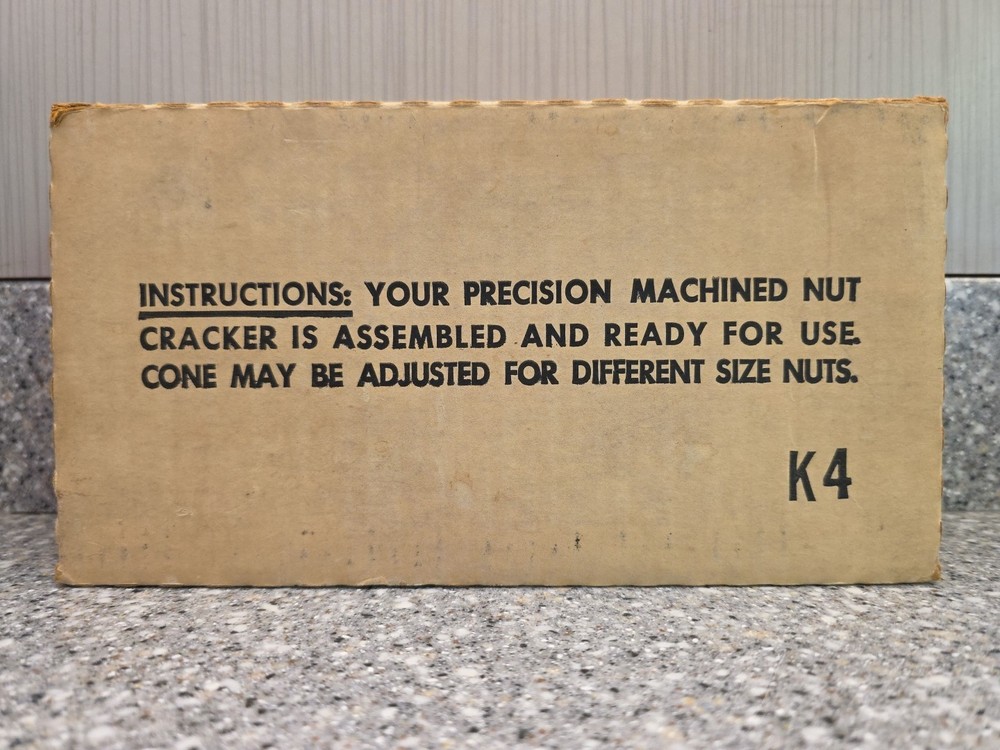 INSTRUCTIONS: YOUR PRECISION MACHINED NUT
CRACKER IS ASSEMBLED AND READY FOR USE.
CONE MAY BE ADJUSTED FOR DIFFERENT SIZE NUTS.
K4